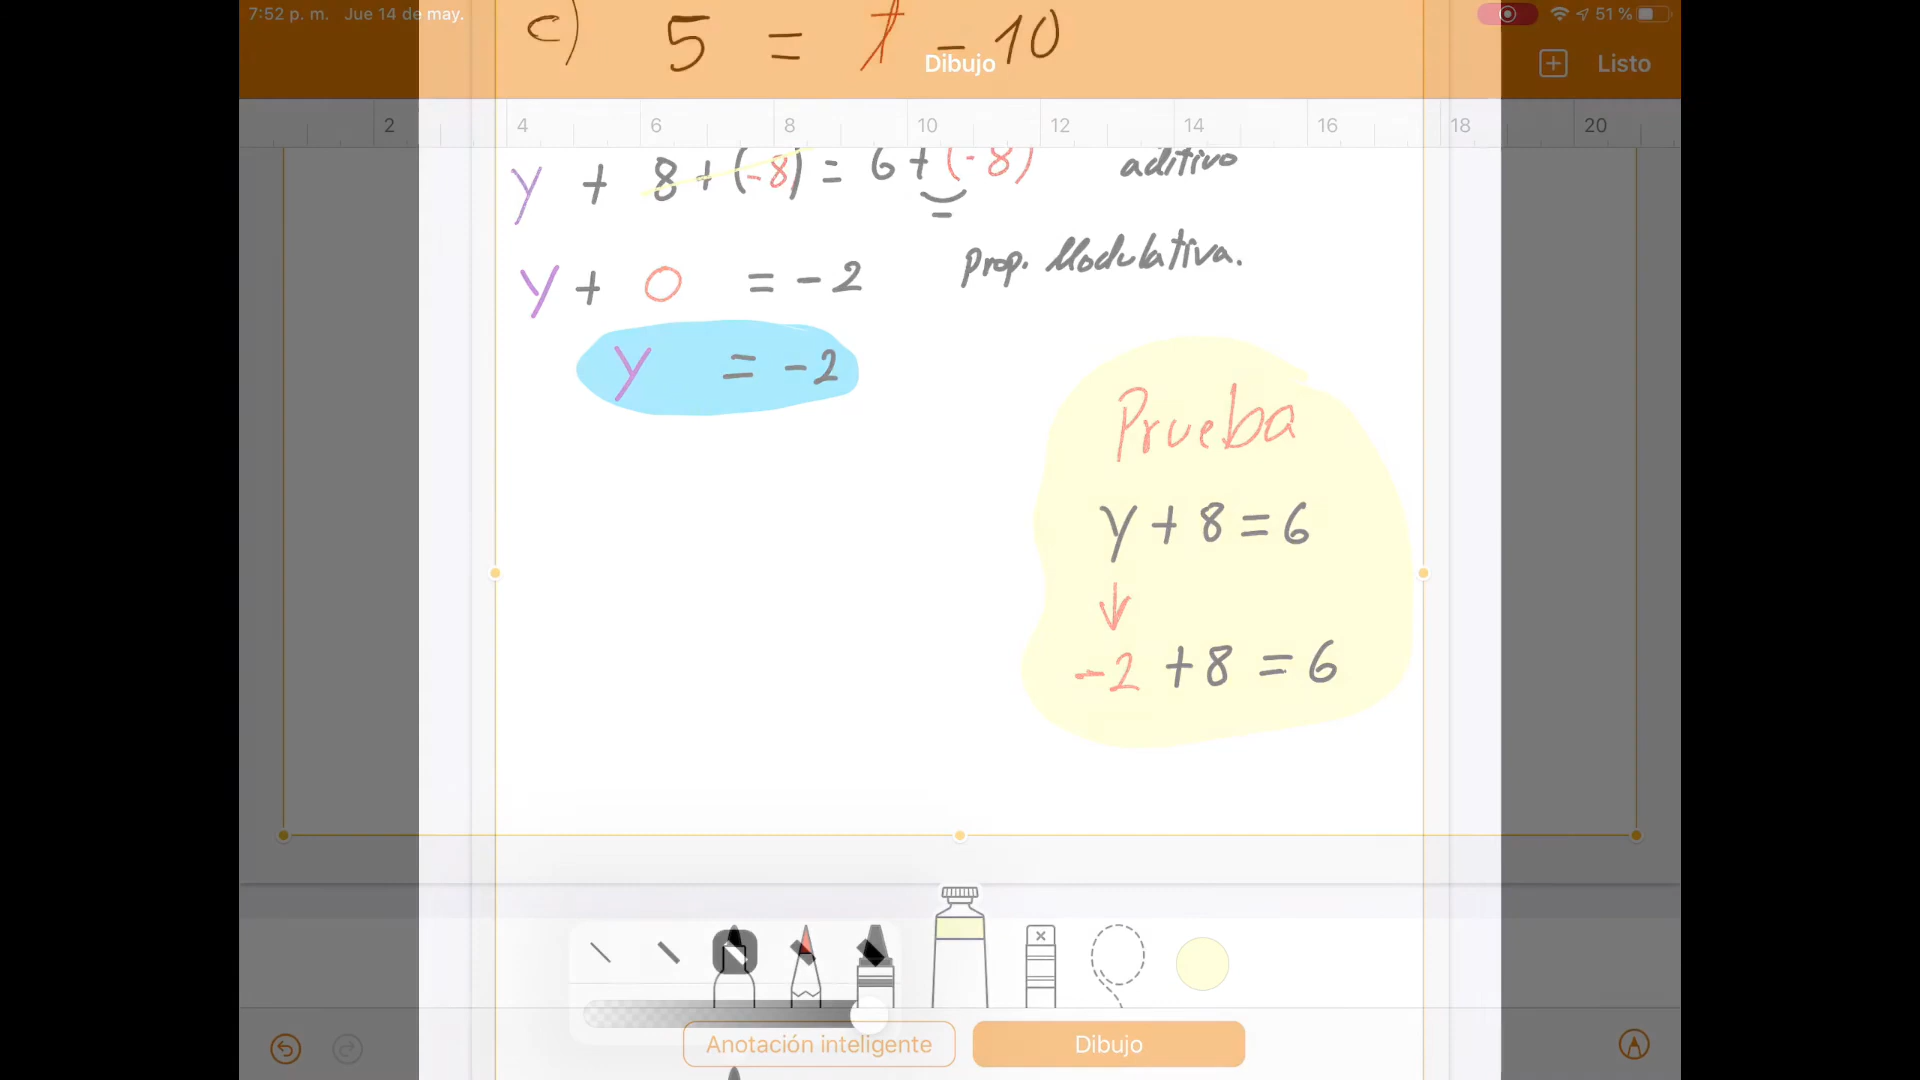 7:52 p. m. Jue 14 de may. 51 %
c) 5 = t - 10
Dibujo
Listo
2 4 6 8 10 12 14 16 18 20
y + 8 + (-8) = 6 + (-8) aditivo
y + 0 = -2 prop. Modulativa.
y = -2
Prueba
y + 8 = 6
-2 + 8 = 6
Anotación inteligente Dibujo